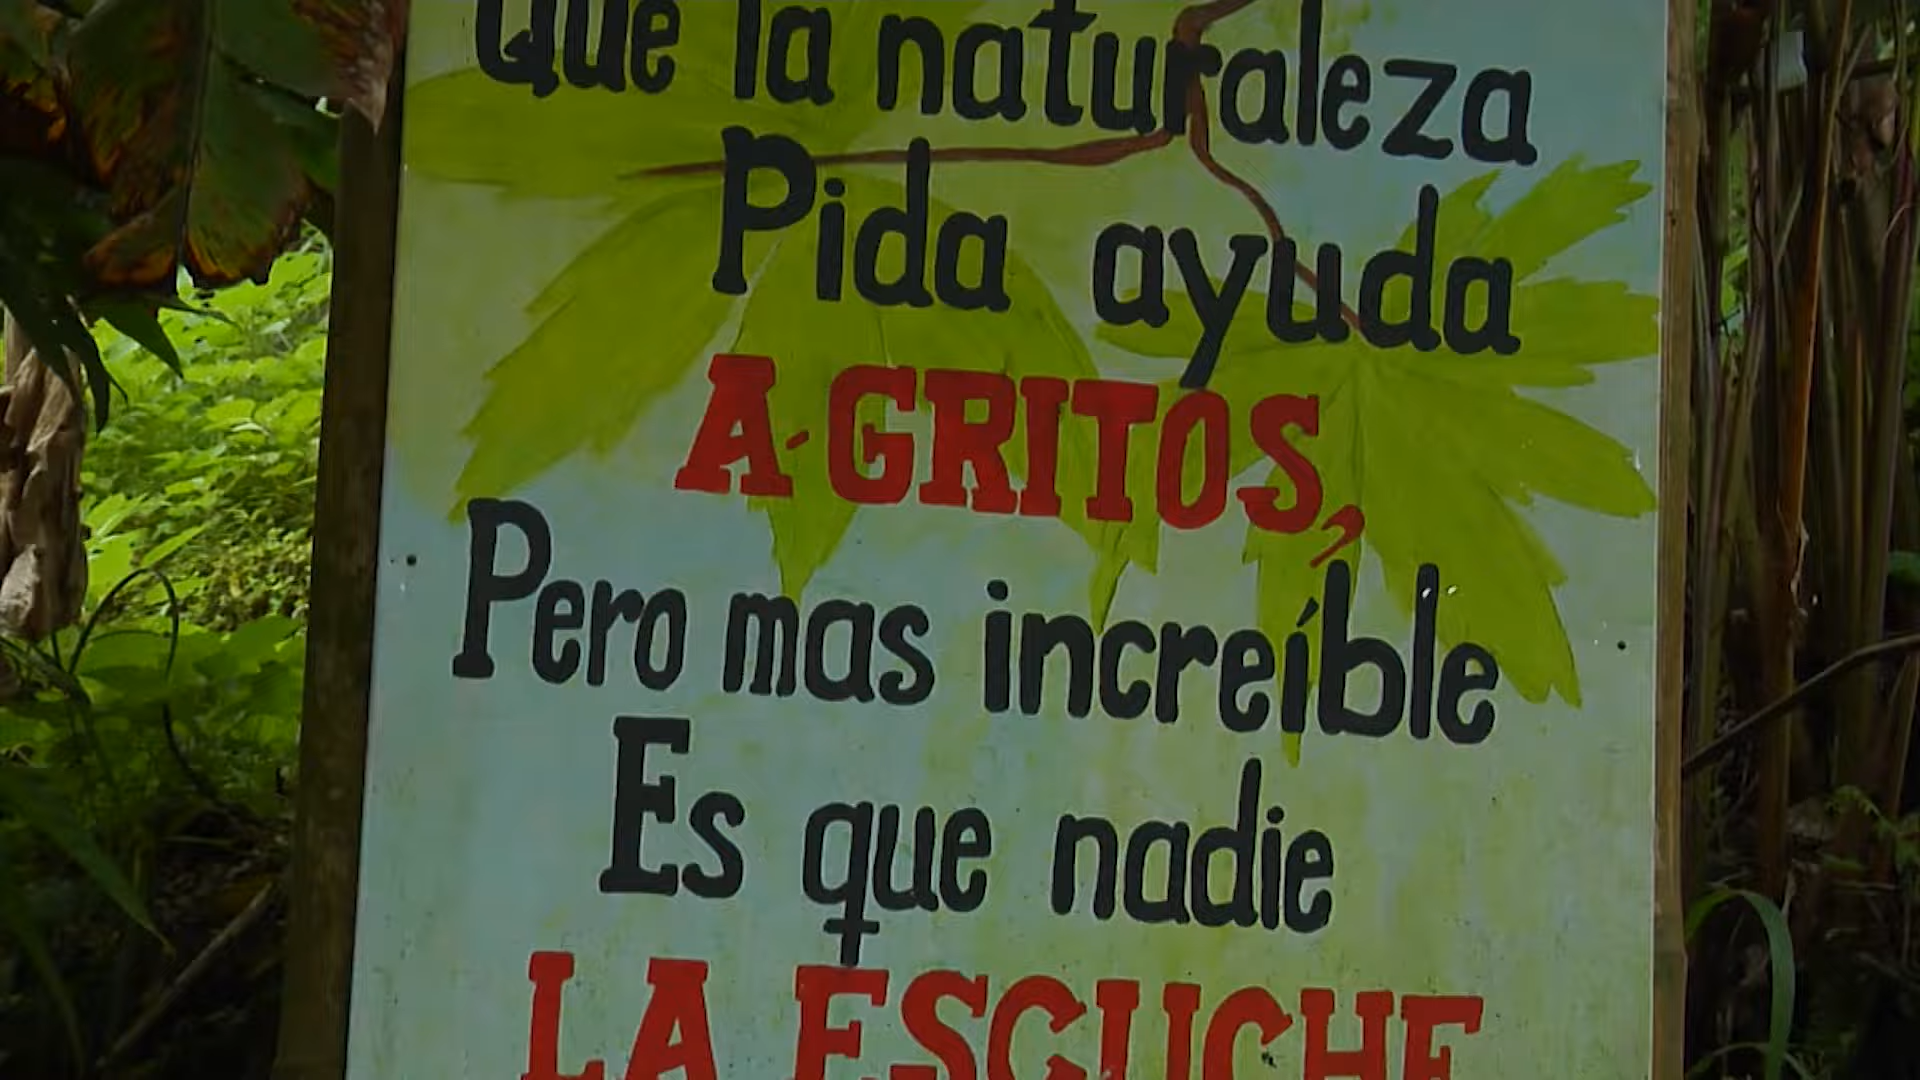 Que la naturaleza
Pida ayuda
A-GRITOS,
Pero mas increíble
Es que nadie
LA ESCUCHE